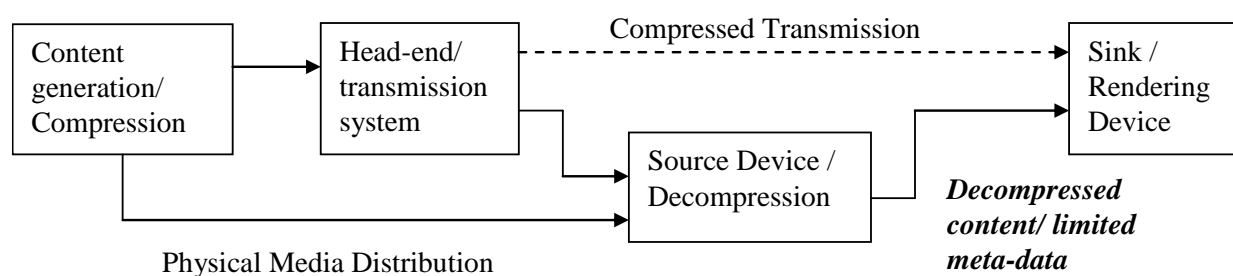 Content
generation/
Compression
Head-end/
transmission
system
Compressed Transmission
Sink /
Rendering
Device
Source Device /
Decompression
Decompressed
content/ limited
meta-data
Physical Media Distribution